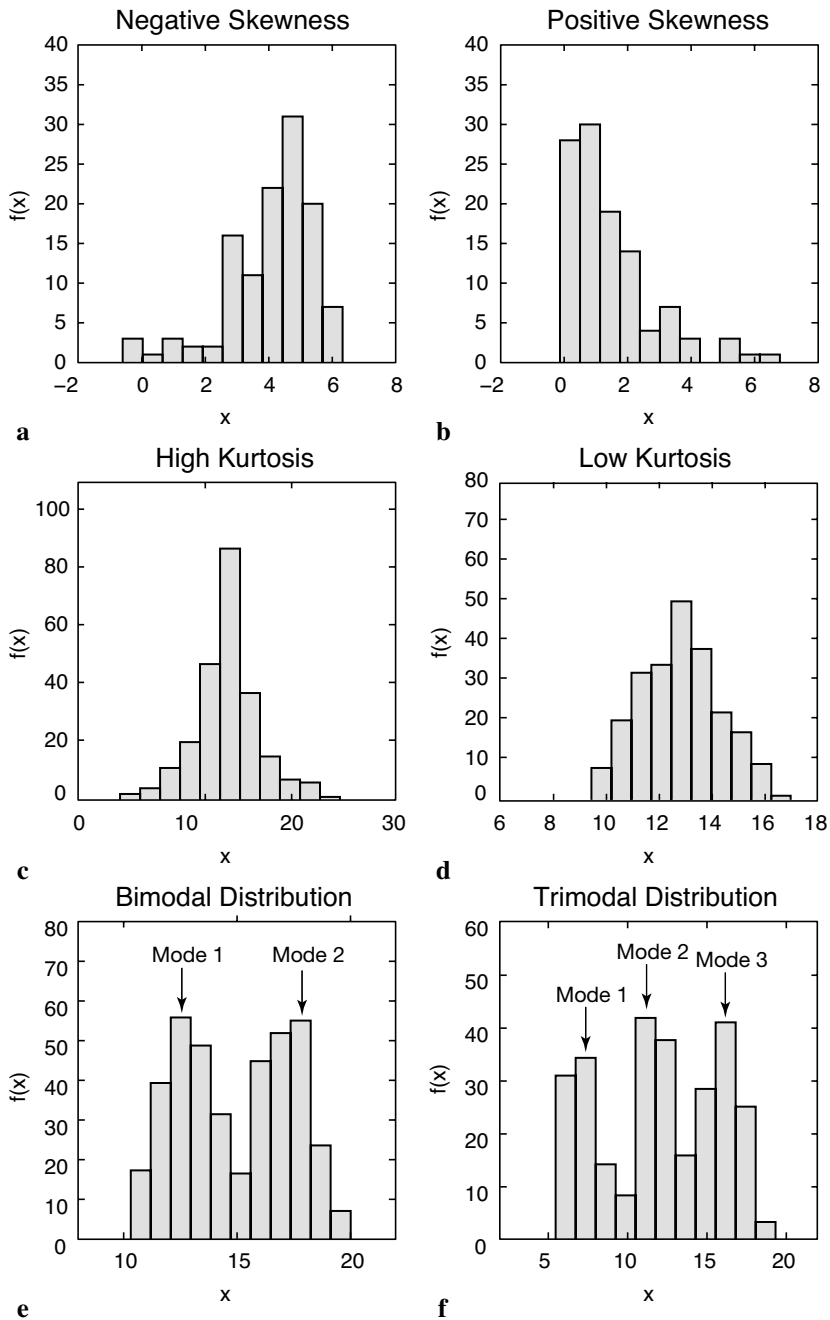 Negative Skewness
40
35
30
25
20
15
10
5
0
f(x)
−2 0 2 4 6 8
x
a
Positive Skewness
40
35
30
25
20
15
10
5
0
f(x)
−2 0 2 4 6 8
x
b
High Kurtosis
100
80
60
40
20
0
f(x)
0 10 20 30
x
c
Low Kurtosis
80
70
60
50
40
30
20
10
0
f(x)
6 8 10 12 14 16 18
x
d
Bimodal Distribution
80
70
60
50
40
30
20
10
0
f(x)
Mode 1 Mode 2
10 15 20
x
e
Trimodal Distribution
60
50
40
30
20
10
0
f(x)
Mode 1
Mode 2
Mode 3
5 10 15 20
x
f